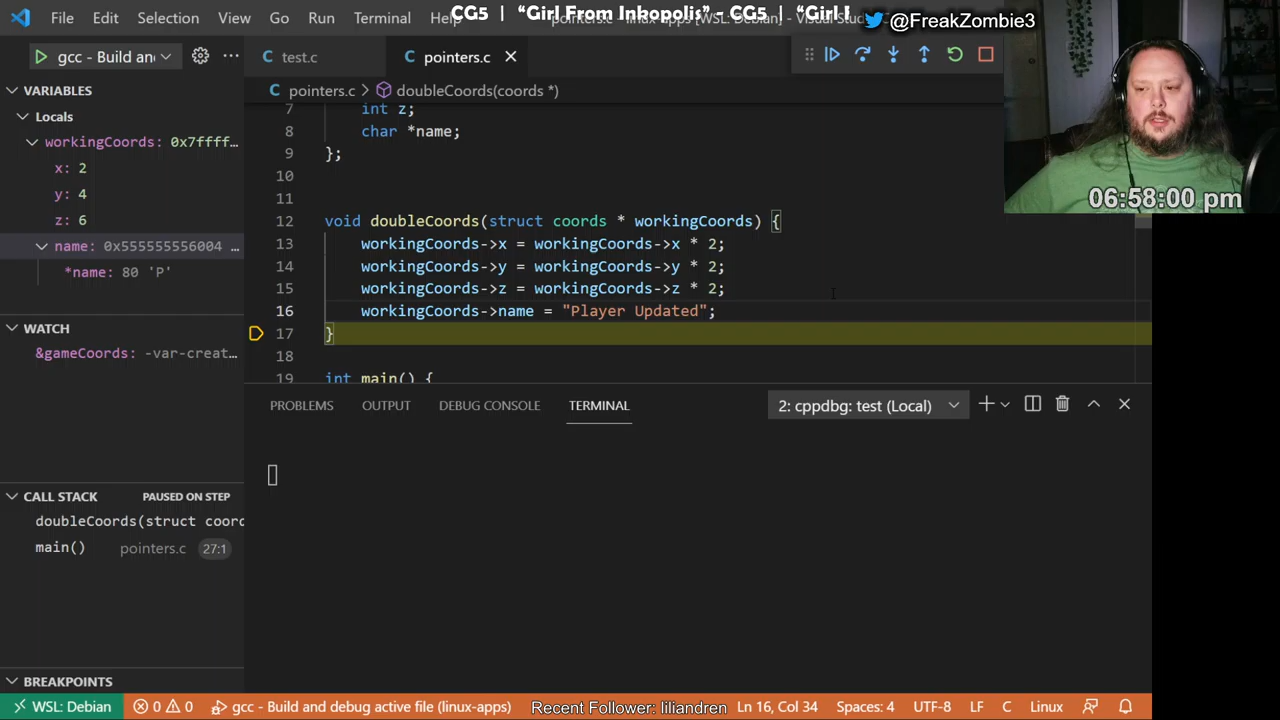 CG5 | “Girl From Inkopolis” - CG5 | “Girl I
@FreakZombie3
File Edit Selection View Go Run Terminal Help
gcc - Build and
test.c
pointers.c
pointers.c > doubleCoords(coords *)
VARIABLES
Locals
workingCoords: 0x7ffff…
x: 2
y: 4
z: 6
name: 0x555555556004 …
*name: 80 'P'
WATCH
&gameCoords: -var-creat…
CALL STACK PAUSED ON STEP
doubleCoords(struct coord
main() pointers.c 27:1
BREAKPOINTS
7 int z;
8 char *name;
9 };
10
11
12 void doubleCoords(struct coords * workingCoords) {
13 workingCoords->x = workingCoords->x * 2;
14 workingCoords->y = workingCoords->y * 2;
15 workingCoords->z = workingCoords->z * 2;
16 workingCoords->name = "Player Updated";
17 }
18
19 int main() {
06:58:00 pm
PROBLEMS OUTPUT DEBUG CONSOLE TERMINAL
2: cppdbg: test (Local)
WSL: Debian 0 0 gcc - Build and debug active file (linux-apps) Recent Follower: liliandren Ln 16, Col 34 Spaces: 4 UTF-8 LF C Linux